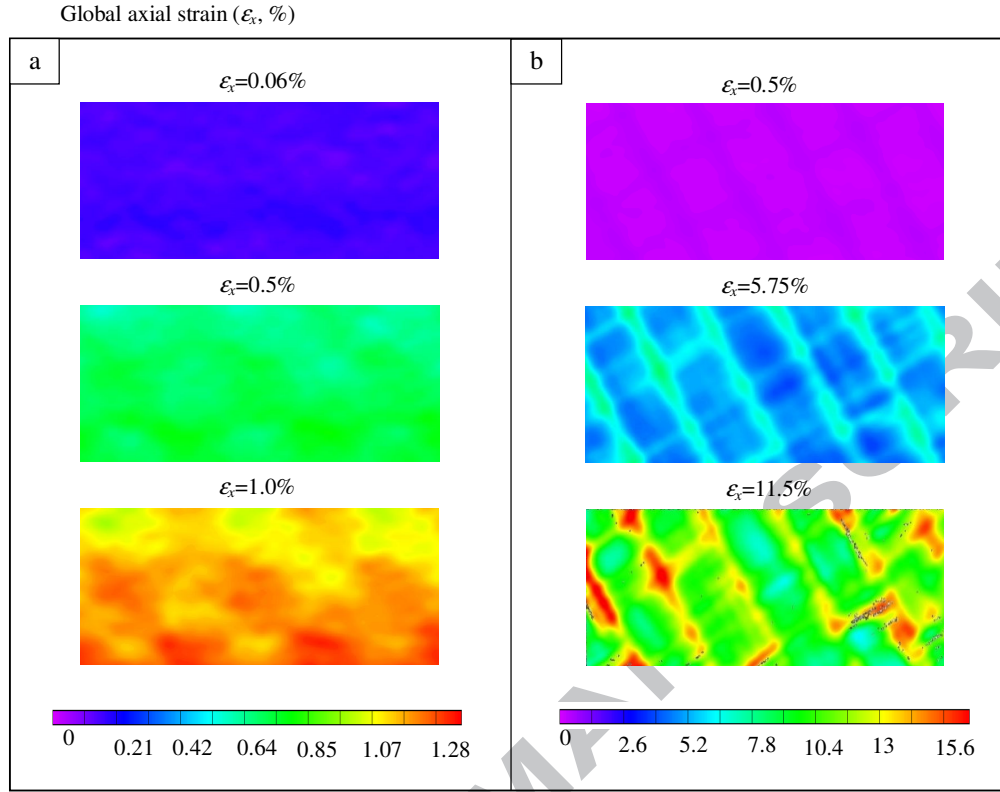 Global axial strain (εx, %)
a
εx=0.06%
εx=0.5%
εx=1.0%
0 0.21 0.42 0.64 0.85 1.07 1.28
b
εx=0.5%
εx=5.75%
εx=11.5%
0 2.6 5.2 7.8 10.4 13 15.6